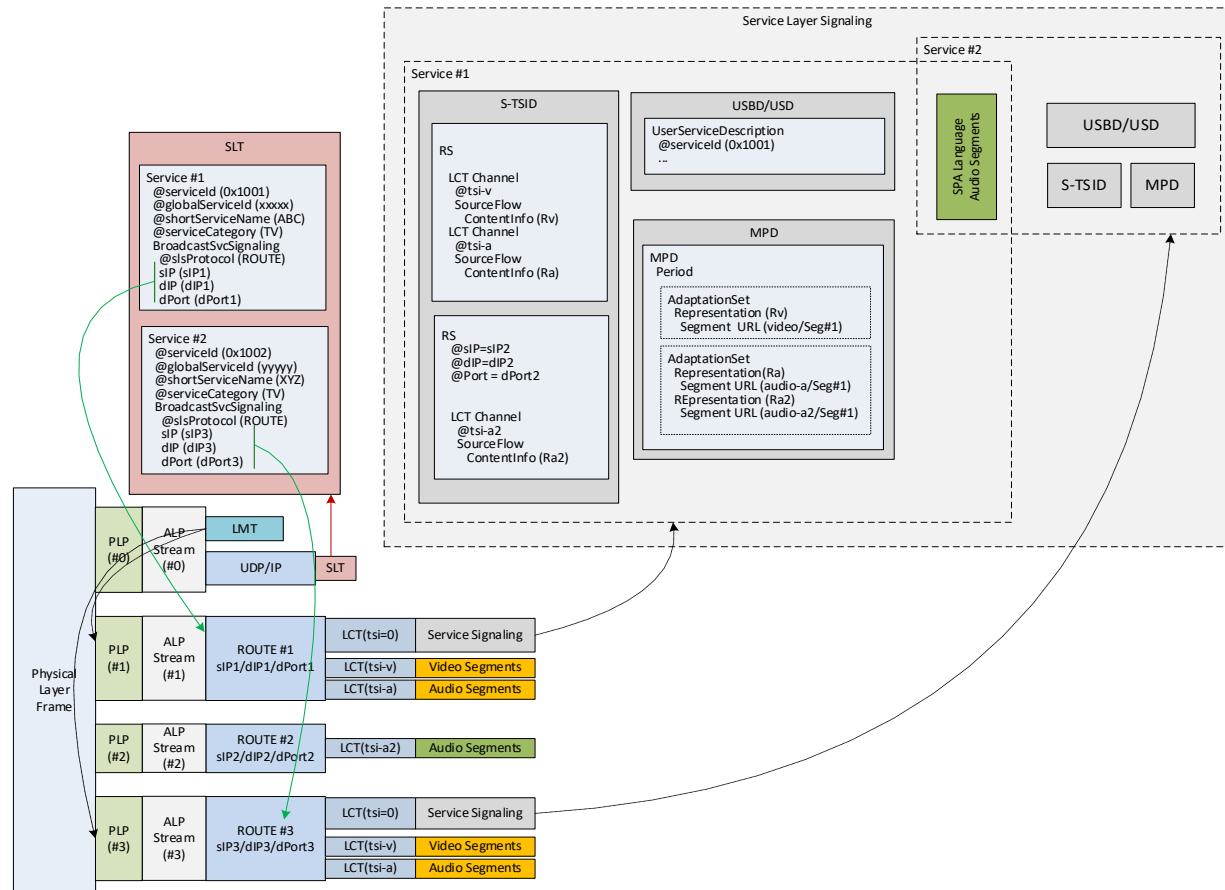 Service Layer Signaling
Service #2
Service #1
S-TSID
RS
LCT Channel
@tsi-v
SourceFlow
ContentInfo (Rv)
LCT Channel
@tsi-a
SourceFlow
ContentInfo (Ra)
RS
@sIP=sIP2
@dIP=dIP2
@Port = dPort2
LCT Channel
@tsi-a2
SourceFlow
ContentInfo (Ra2)
USBD/USD
UserServiceDescription
@serviceId (0x1001)
...
MPD
MPD
Period
AdaptationSet
Representation (Rv)
Segment URL (video/Seg#1)
AdaptationSet
Representation(Ra)
Segment URL (audio-a/Seg#1)
REpresentation (Ra2)
Segment URL (audio-a2/Seg#1)
SPA Language
Audio Segments
USBD/USD
S-TSID
MPD
SLT
Service #1
@serviceId (0x1001)
@globalServiceId (xxxxx)
@shortServiceName (ABC)
@serviceCategory (TV)
BroadcastSvcSignaling
@slsProtocol (ROUTE)
sIP (sIP1)
dIP (dIP1)
dPort (dPort1)
Service #2
@serviceId (0x1002)
@globalServiceId (yyyyy)
@shortServiceName (XYZ)
@serviceCategory (TV)
BroadcastSvcSignaling
@slsProtocol (ROUTE)
sIP (sIP3)
dIP (dIP3)
dPort (dPort3)
Physical
Layer
Frame
PLP
(#0)
ALP
Stream
(#0)
LMT
UDP/IP
SLT
PLP
(#1)
ALP
Stream
(#1)
ROUTE #1
sIP1/dIP1/dPort1
LCT(tsi=0)
Service Signaling
LCT(tsi-v)
Video Segments
LCT(tsi-a)
Audio Segments
PLP
(#2)
ALP
Stream
(#2)
ROUTE #2
sIP2/dIP2/dPort2
LCT(tsi-a2)
Audio Segments
PLP
(#3)
ALP
Stream
(#3)
ROUTE #3
sIP3/dIP3/dPort3
LCT(tsi=0)
Service Signaling
LCT(tsi-v)
Video Segments
LCT(tsi-a)
Audio Segments